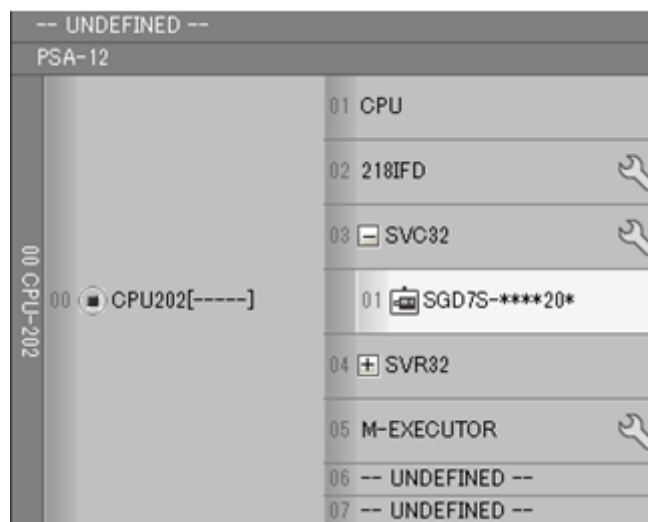 -- UNDEFINED --
PSA-12
00 CPU-202
00 CPU202[-----]
01 CPU
02 218IFD
03 SVC32
01 SGD7S-****20*
04 SVR32
05 M-EXECUTOR
06 -- UNDEFINED --
07 -- UNDEFINED --